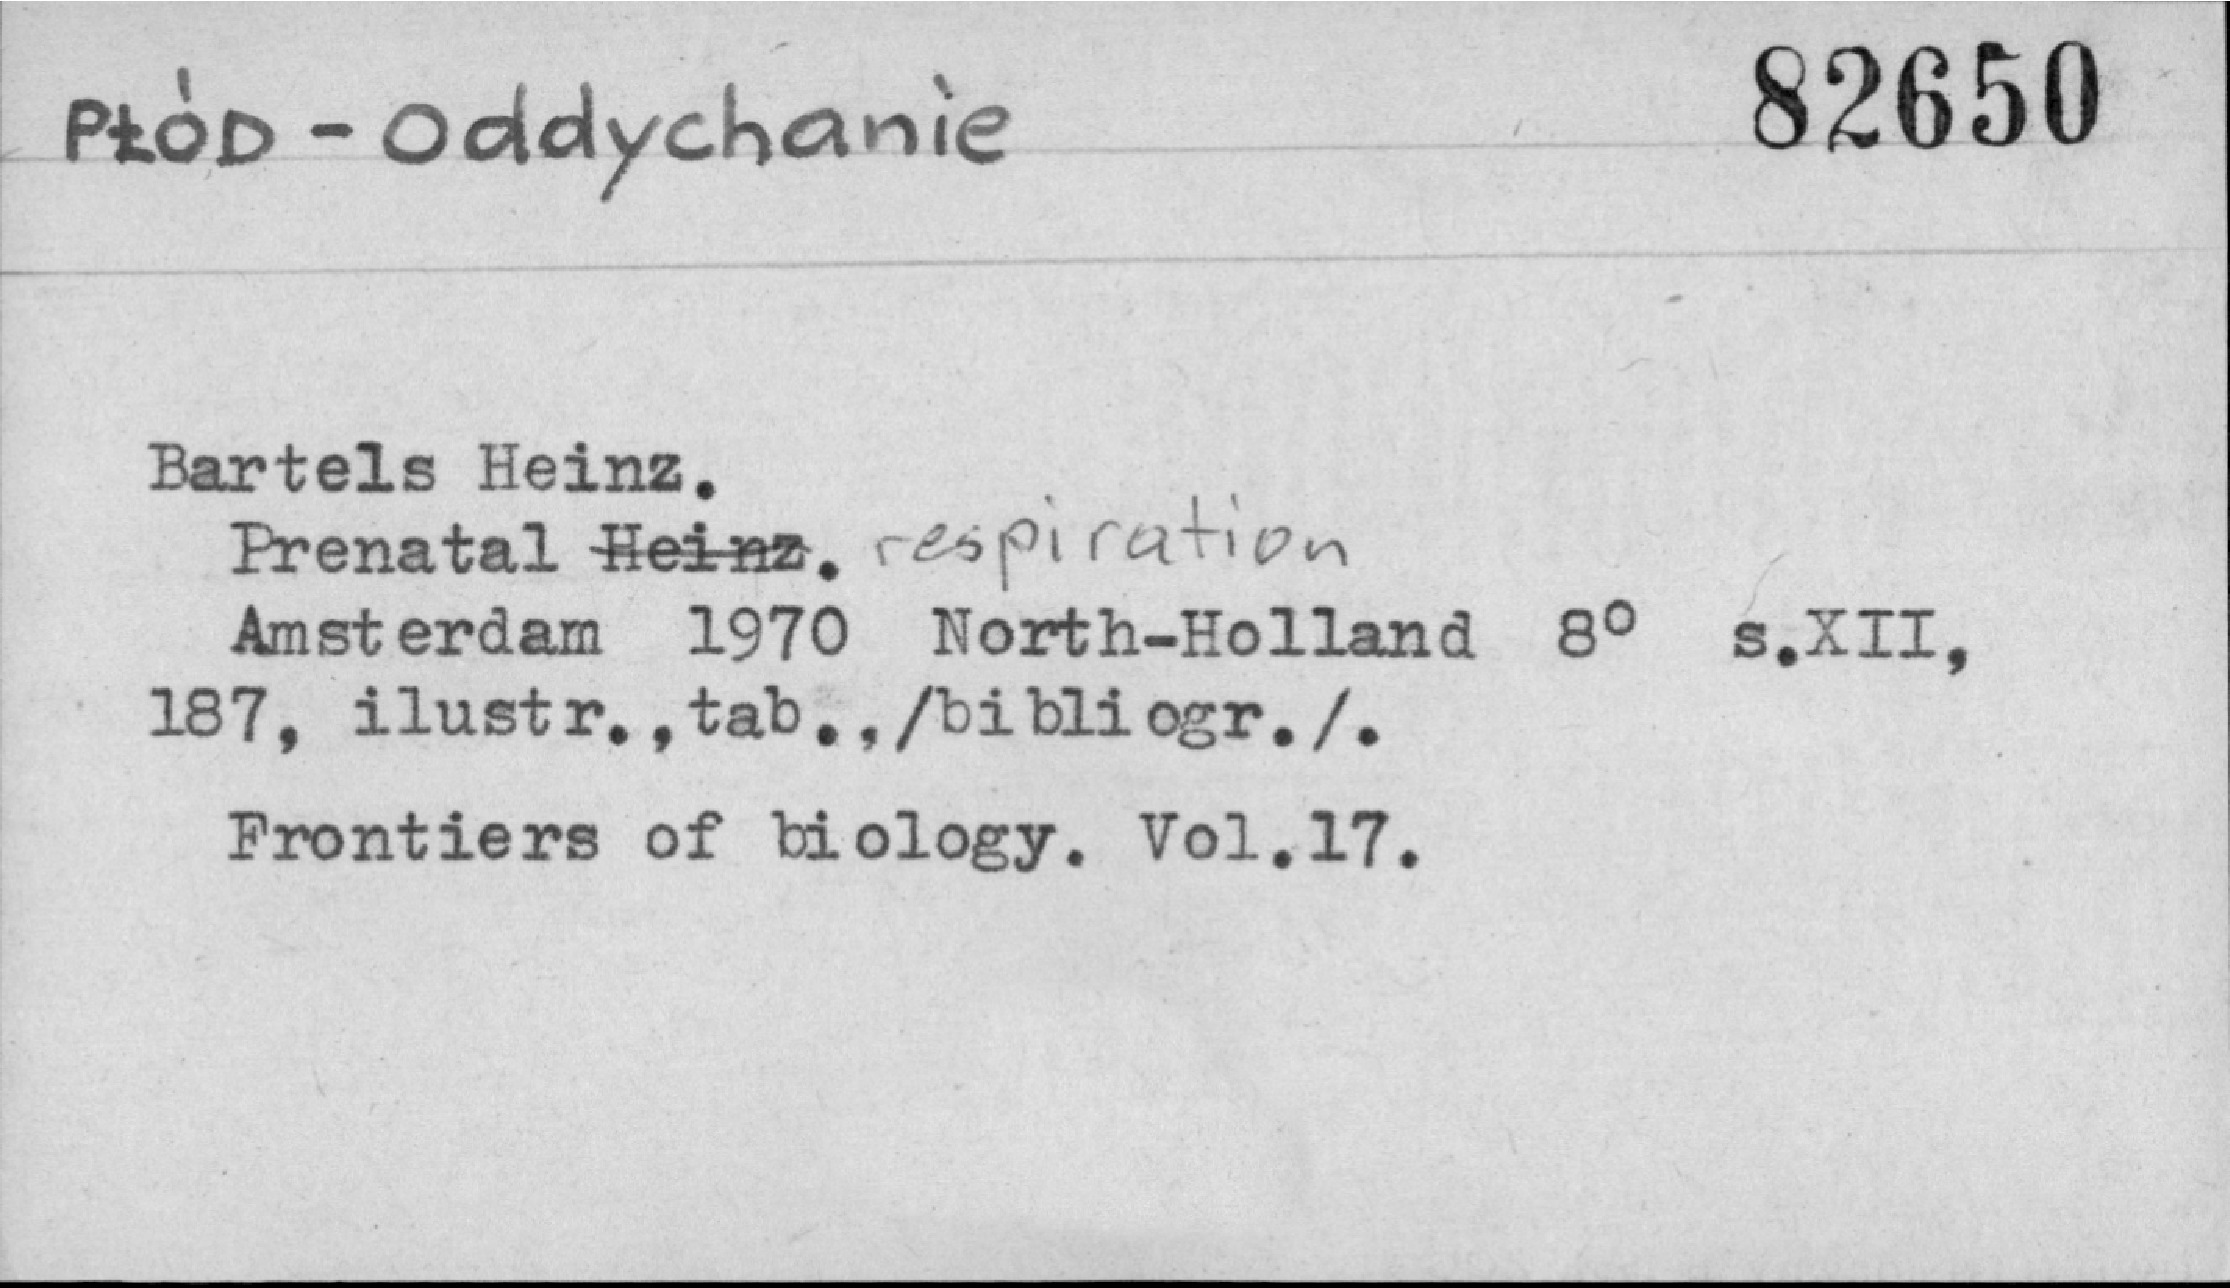 PŁÓD - Oddychanie 82650
Bartels Heinz.
Prenatal Heinz. respiration
Amsterdam 1970 North-Holland 8° s.XII,
187, ilustr.,tab.,/bibliogr./.
Frontiers of biology. Vol.17.